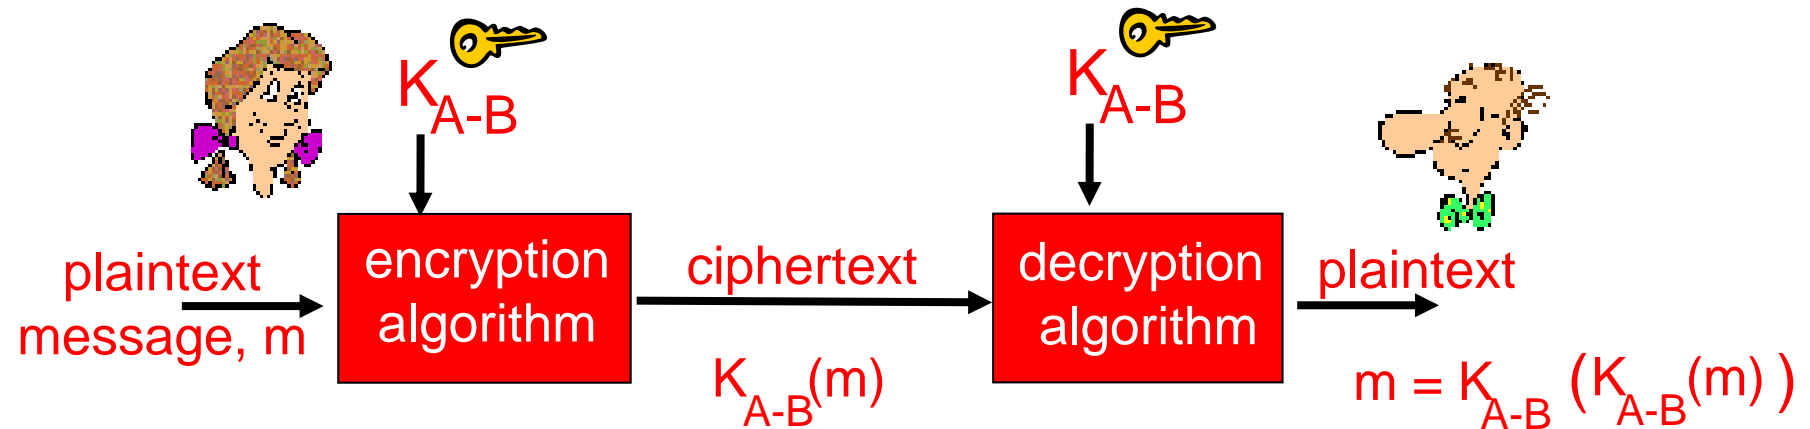 K A-B
K A-B
plaintext
message, m
encryption
algorithm
ciphertext
K A-B (m)
decryption
algorithm
plaintext
m = K A-B (K A-B (m) )